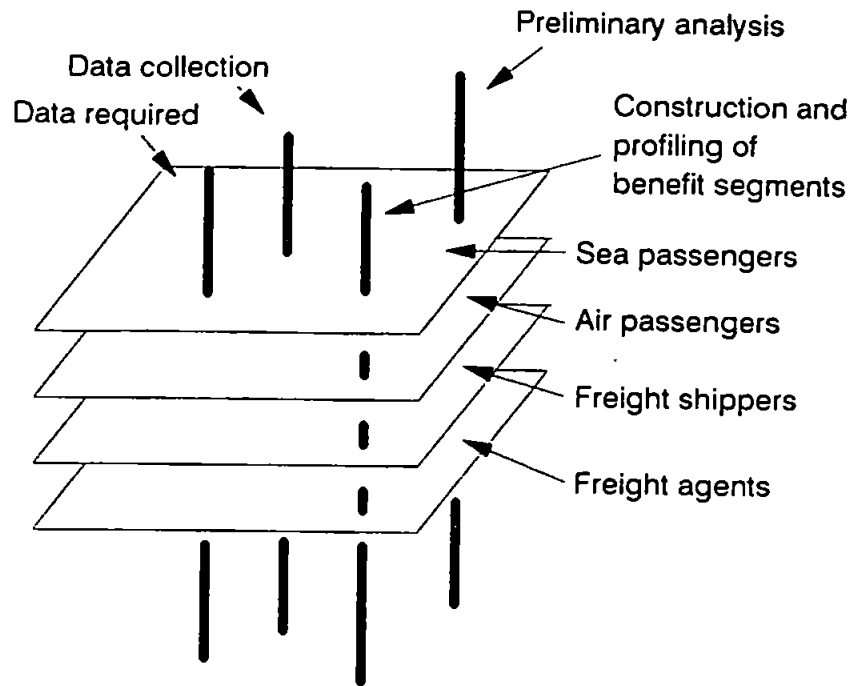 Preliminary analysis
Data collection
Data required
Construction and
profiling of
benefit segments
Sea passengers
Air passengers
Freight shippers
Freight agents